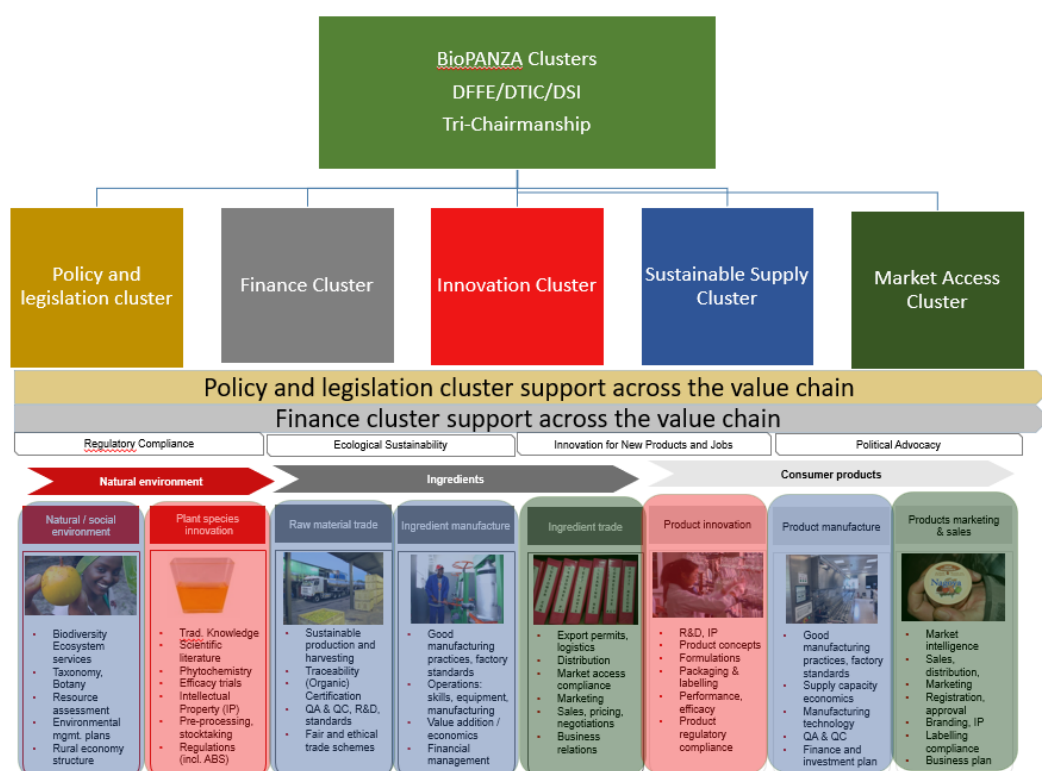 BioPANZA Clusters
DFFE/DTIC/DSI
Tri-Chairmanship
Policy and
legislation cluster
Finance Cluster
Innovation Cluster
Sustainable Supply
Cluster
Market Access
Cluster
Policy and legislation cluster support across the value chain
Finance cluster support across the value chain
Regulatory Compliance
Ecological Sustainability
Innovation for New Products and Jobs
Political Advocacy
Natural environment
Ingredients
Consumer products
Natural / social
environment
• Biodiversity
Ecosystem
services
• Taxonomy,
Botany
• Resource
assessment
• Environmental
mgmt. plans
• Rural economy
structure
Plant species
innovation
• Trad. Knowledge
• Scientific
literature
• Phytochemistry
• Efficacy trials
• Intellectual
Property (IP)
• Pre-processing,
stocktaking
• Regulations
(incl. ABS)
Raw material trade
• Sustainable
production and
harvesting
• Traceability
• (Organic)
Certification
• QA & QC, R&D,
standards
• Fair and ethical
trade schemes
Ingredient manufacture
• Good
manufacturing
practices, factory
standards
• Operations:
skills, equipment,
manufacturing
• Value addition /
economics
• Financial
management
Ingredient trade
• Export permits,
logistics
• Distribution
• Market access
compliance
• Marketing
• Sales, pricing,
negotiations
• Business
relations
Product innovation
• R&D, IP
• Product concepts
• Formulations
• Packaging &
labelling
• Performance,
efficacy
• Product
regulatory
compliance
Product manufacture
• Good
manufacturing
practices, factory
standards
• Supply capacity
economics
• Manufacturing
technology
• QA & QC
• Finance and
investment plan
Products marketing
& sales
• Market
intelligence
• Sales,
distribution,
• Marketing
• Registration,
approval
• Branding, IP
• Labelling
compliance
• Business plan